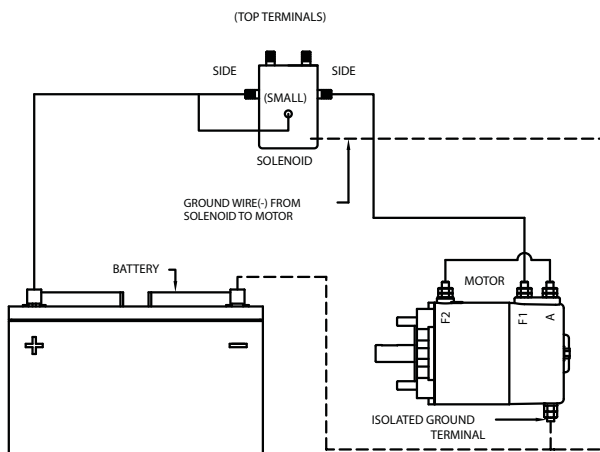 (TOP TERMINALS)
SIDE
SIDE
(SMALL)
SOLENOID
GROUND WIRE(-) FROM
SOLENOID TO MOTOR
BATTERY
MOTOR
F2
F1
A
+
-
ISOLATED GROUND
TERMINAL